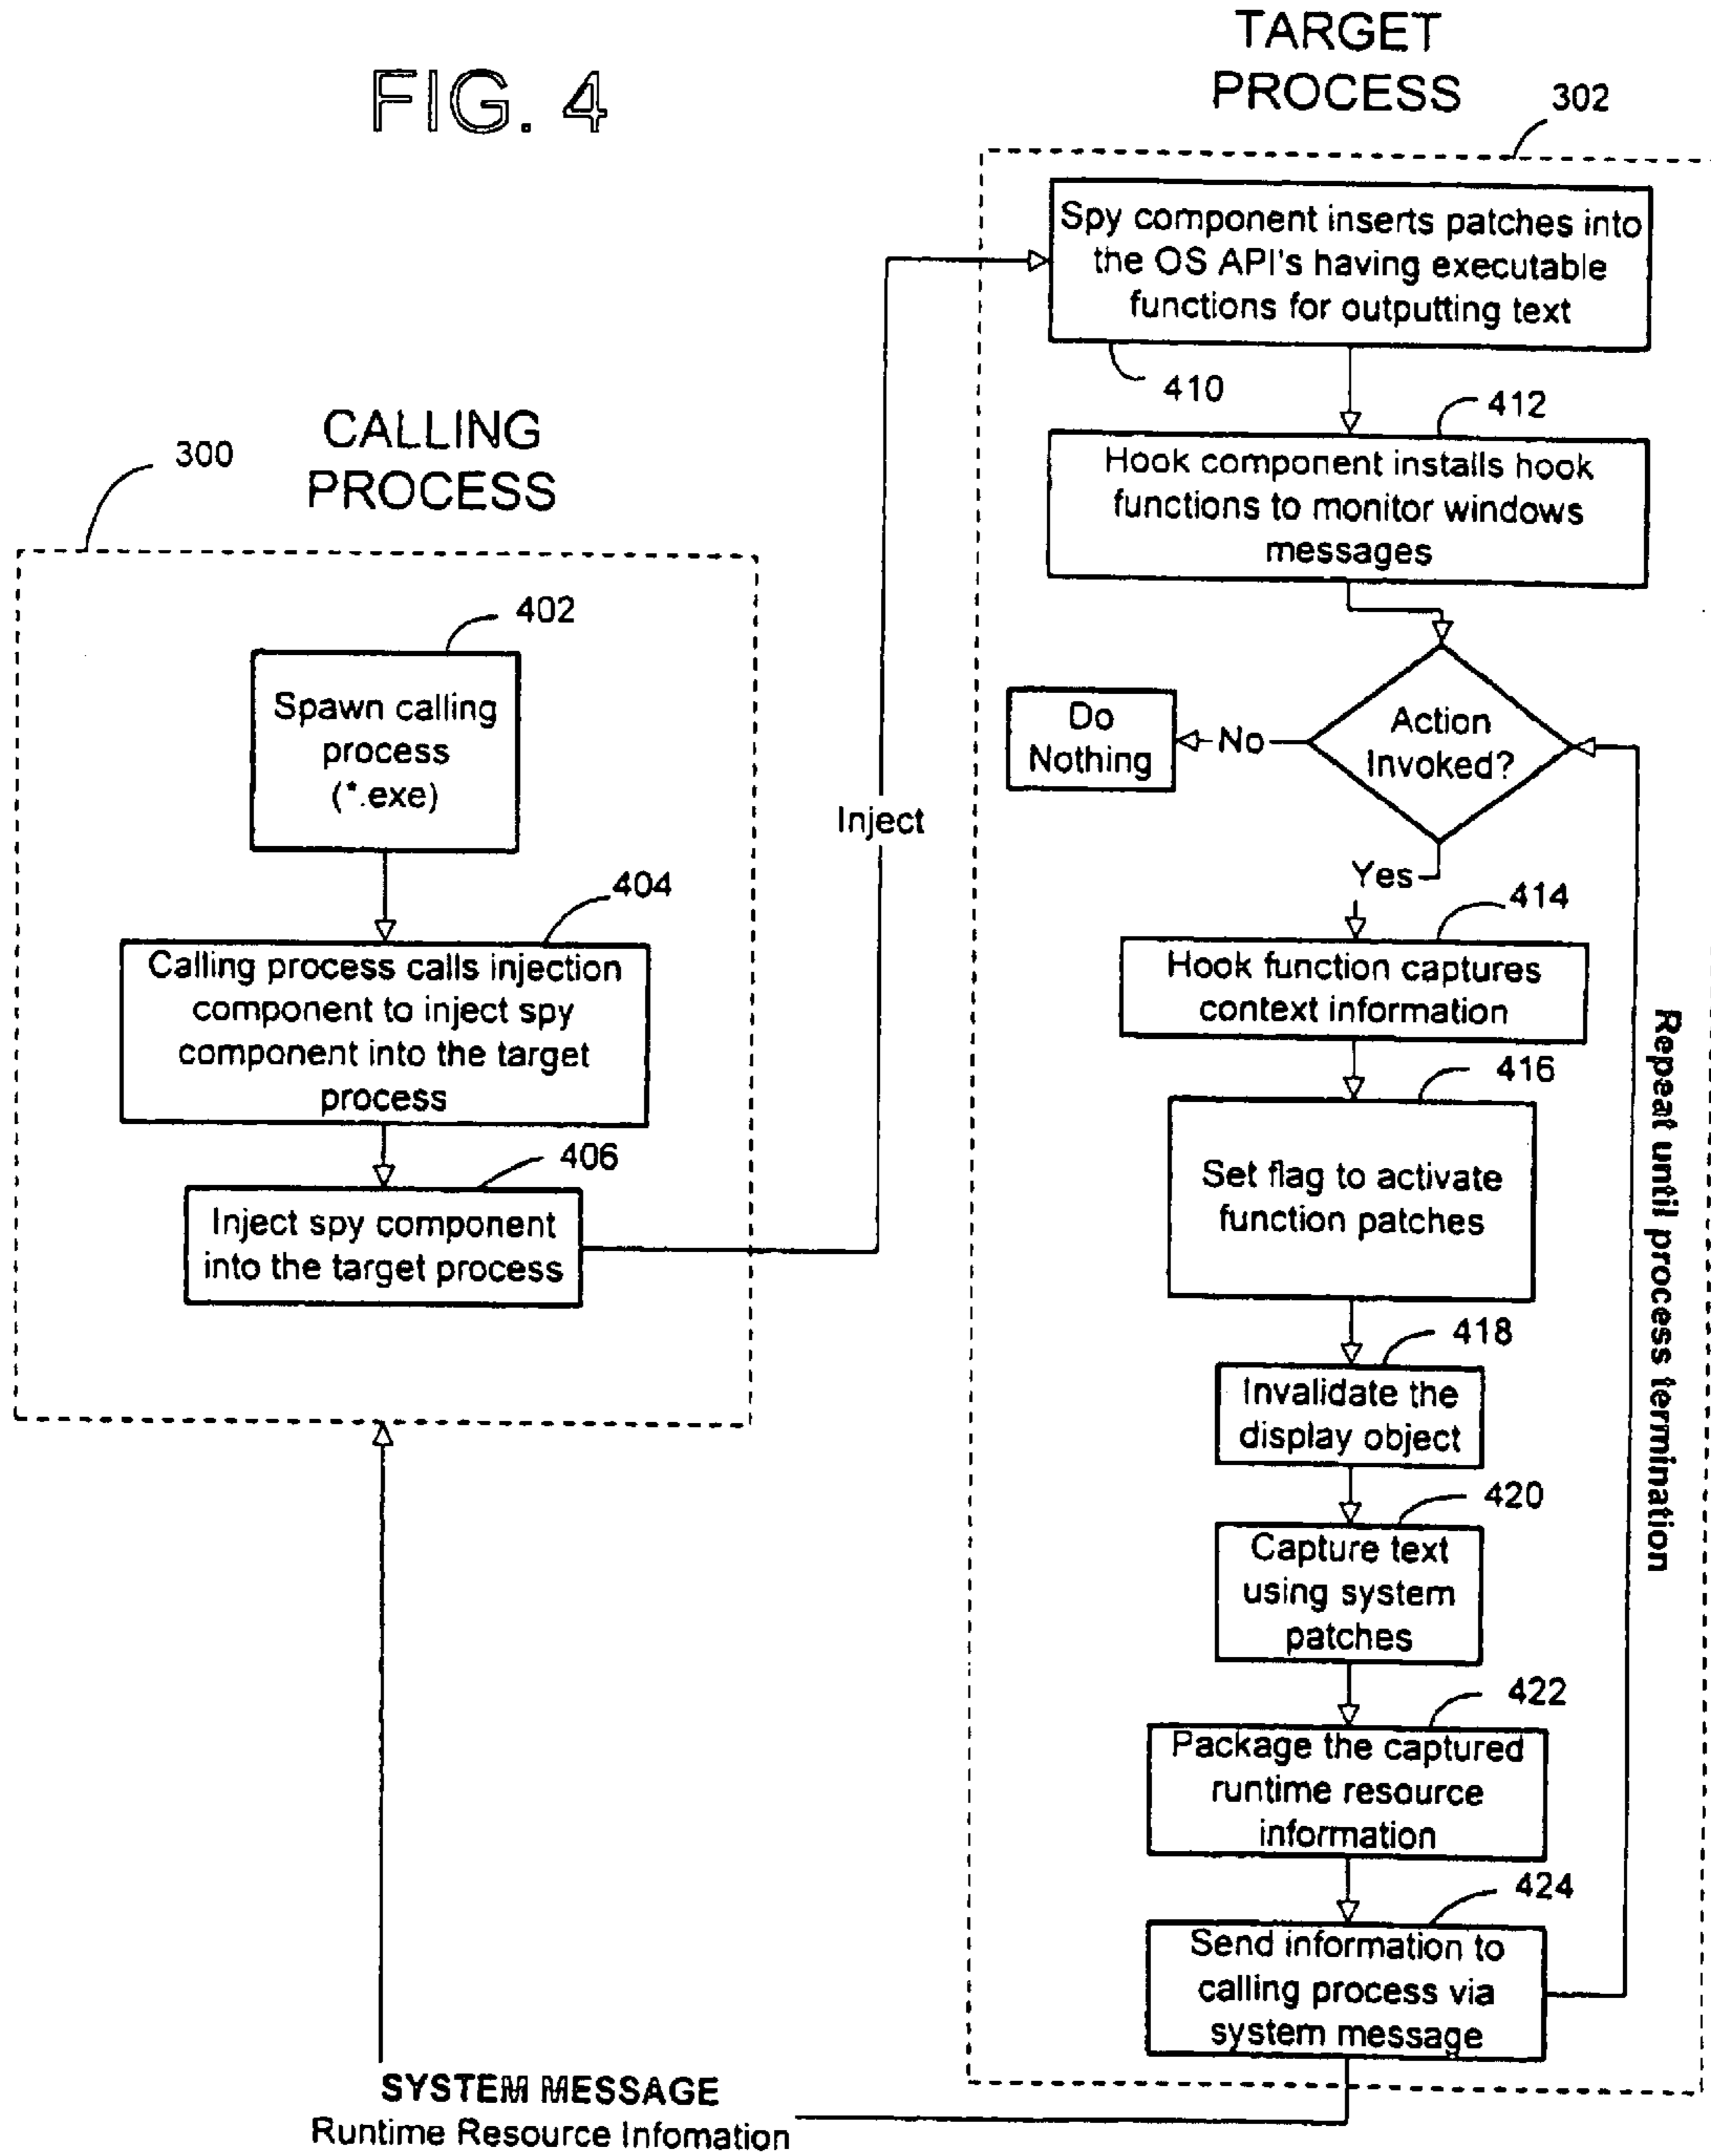 FIG. 4
TARGET
PROCESS
302
Spy component inserts patches into
the OS API's having executable
functions for outputting text
410
412
Hook component installs hook
functions to monitor windows
messages
Action
Invoked?
No
Do
Nothing
Yes
414
Hook function captures
context information
416
Set flag to activate
function patches
418
Invalidate the
display object
420
Capture text
using system
patches
422
Package the captured
runtime resource
information
424
Send information to
calling process via
system message
Repeat until process termination
CALLING
PROCESS
300
402
Spawn calling
process
(*.exe)
404
Calling process calls injection
component to inject spy
component into the target
process
406
Inject spy component
into the target process
Inject
SYSTEM MESSAGE
Runtime Resource Infomation